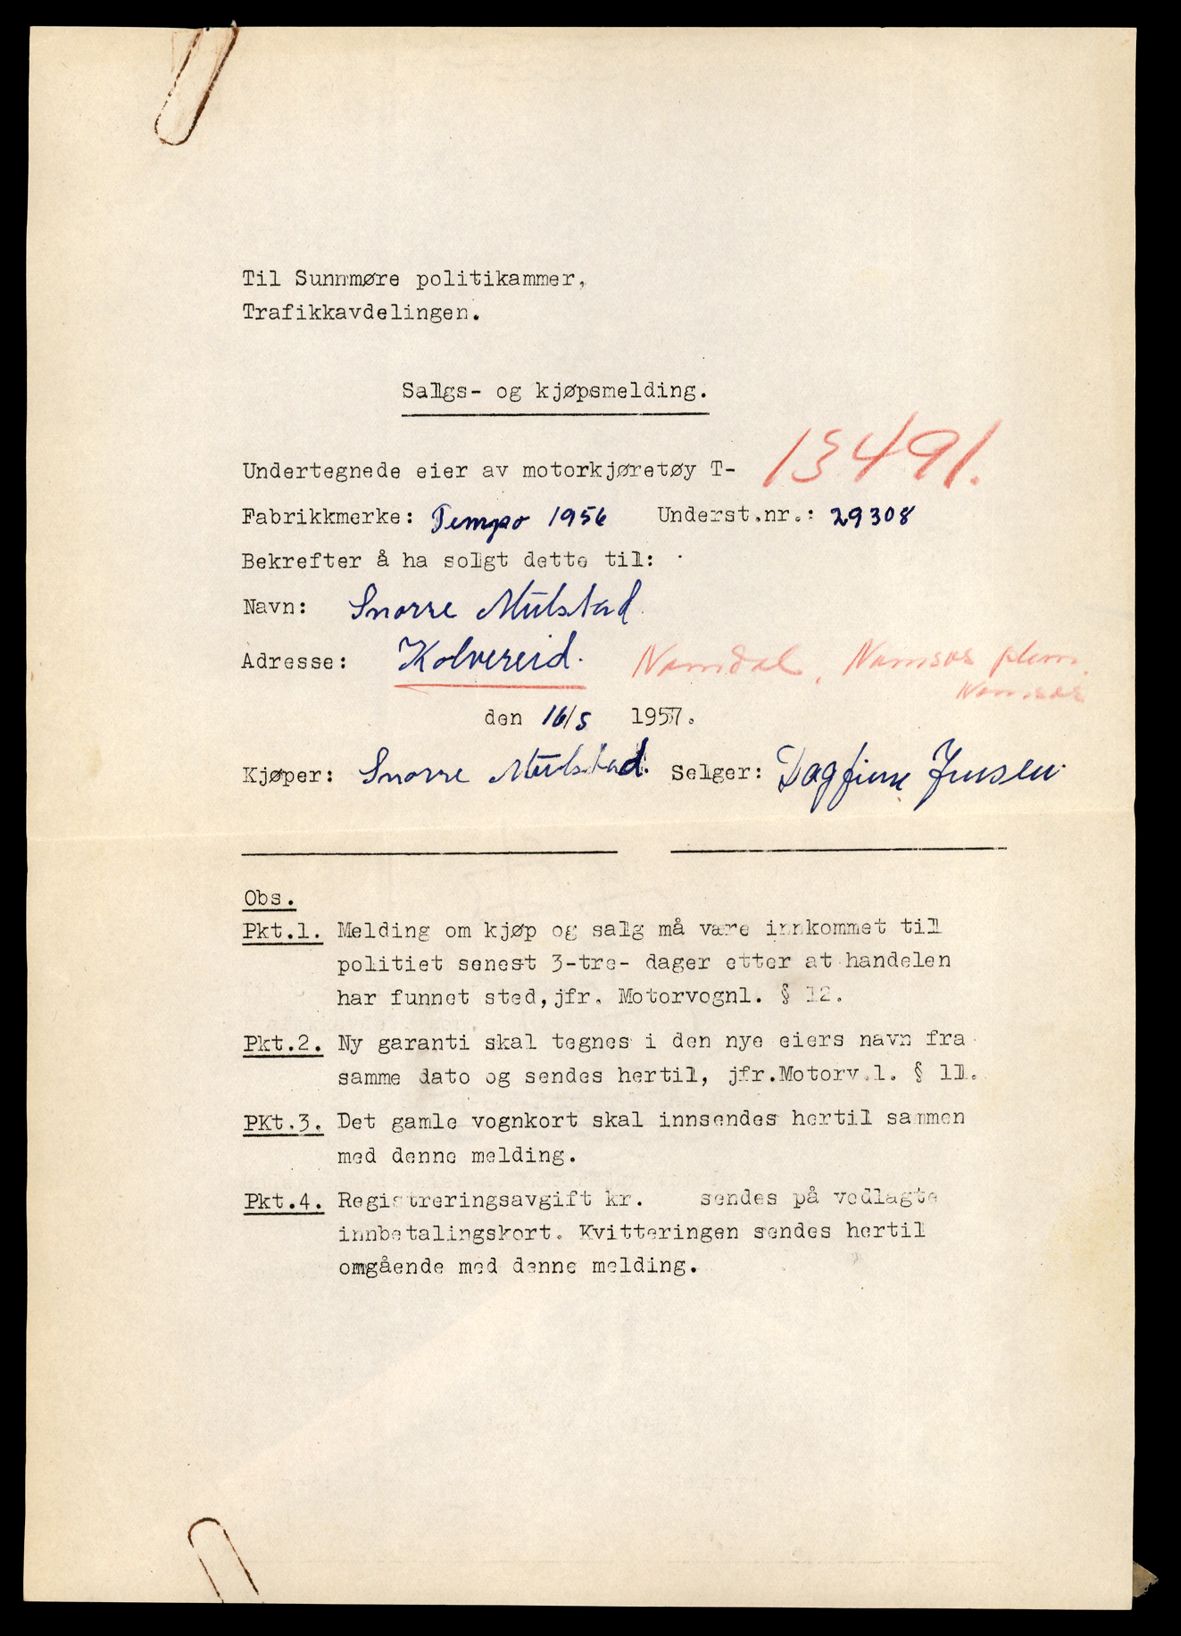 Til Sunnmøre politikammer,
Trafikkavdelingen.
Salgs- og kjøpsmelding.
Undertegnede eier av motorkjøretøy T- 13491.
Fabrikkmerke: Tempo 1956 Underst.nr.: 29308
Bekrefter å ha solgt dette til:
Navn: Snorre Mulstad
Adresse: Kolvereid. Namdal, Namsos pkm.
Namsos
den 16/5 1957.
Kjøper: Snorre Mulstad. Selger: Dagfinn Jensen
Obs.
Pkt.1. Melding om kjøp og salg må være innkommet til
politiet senest 3-tre- dager etter at handelen
har funnet sted, jfr. Motorvognl. § 12.
Pkt.2. Ny garanti skal tegnes i den nye eiers navn fra
samme dato og sendes hertil, jfr.Motorv.l. § 11.
PKt.3. Det gamle vognkort skal innsendes hertil sammen
med denne melding.
Pkt.4. Registreringsavgift kr. sendes på vedlagte
innbetalingskort. Kvitteringen sendes hertil
omgående med denne melding.